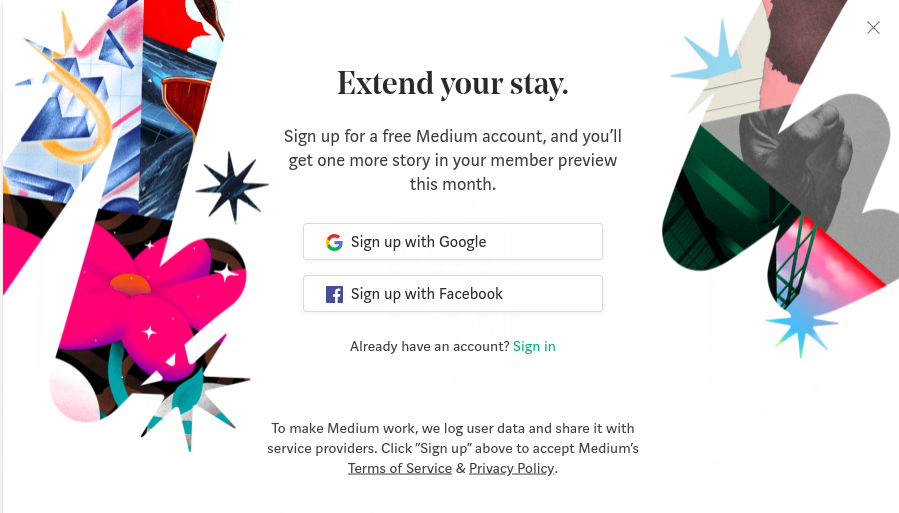 Extend your stay.
Sign up for a free Medium account, and you’ll
get one more story in your member preview
this month.
Sign up with Google
Sign up with Facebook
Already have an account? Sign in
To make Medium work, we log user data and share it with
service providers. Click “Sign up” above to accept Medium’s
Terms of Service & Privacy Policy.